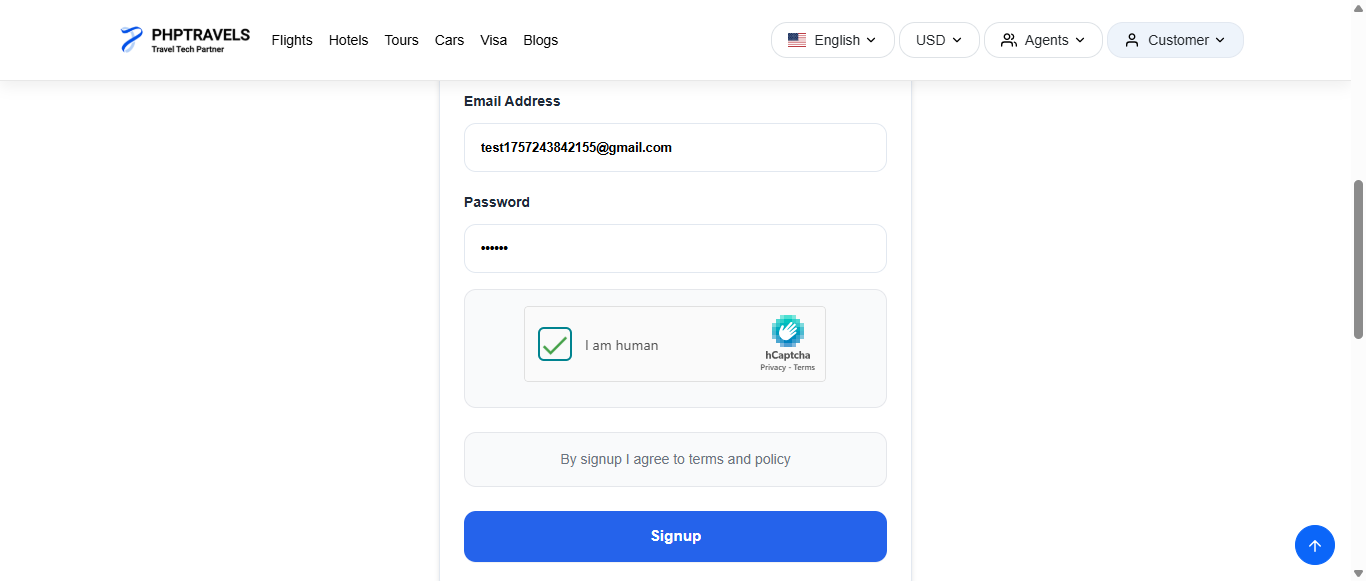 PHPTRAVELS
Travel Tech Partner
Flights Hotels Tours Cars Visa Blogs
English USD Agents Customer
Email Address
test1757243842155@gmail.com
Password
••••••
I am human
hCaptcha
Privacy - Terms
By signup I agree to terms and policy
Signup